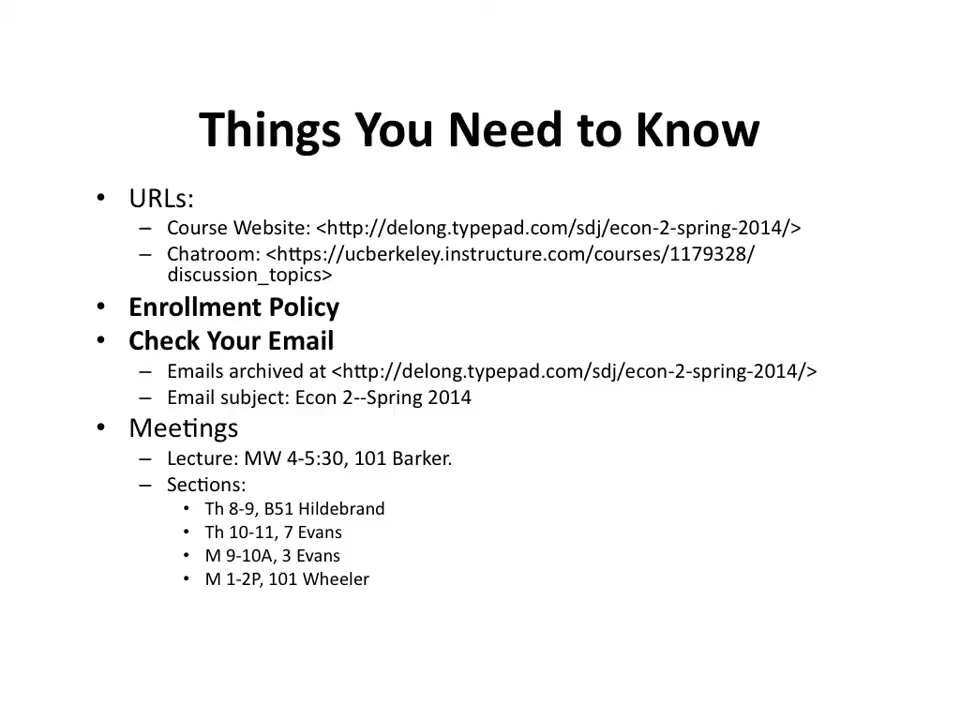 Things You Need to Know
• URLs:
– Course Website: <http://delong.typepad.com/sdj/econ-2-spring-2014/>
– Chatroom: <https://ucberkeley.instructure.com/courses/1179328/
discussion_topics>
• Enrollment Policy
• Check Your Email
– Emails archived at <http://delong.typepad.com/sdj/econ-2-spring-2014/>
– Email subject: Econ 2--Spring 2014
• Meetings
– Lecture: MW 4-5:30, 101 Barker.
– Sections:
• Th 8-9, B51 Hildebrand
• Th 10-11, 7 Evans
• M 9-10A, 3 Evans
• M 1-2P, 101 Wheeler